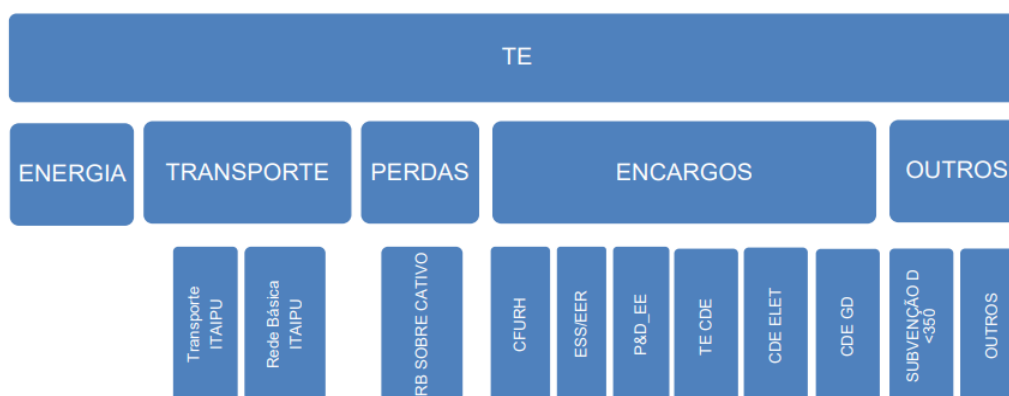 TE
ENERGIA
TRANSPORTE
PERDAS
ENCARGOS
OUTROS
Transporte
ITAIPU
Rede Básica
ITAIPU
RB SOBRE CATIVO
CFURH
ESS/EER
P&D_EE
TE CDE
CDE ELET
CDE GD
SUBVENÇÃO D
<350
OUTROS